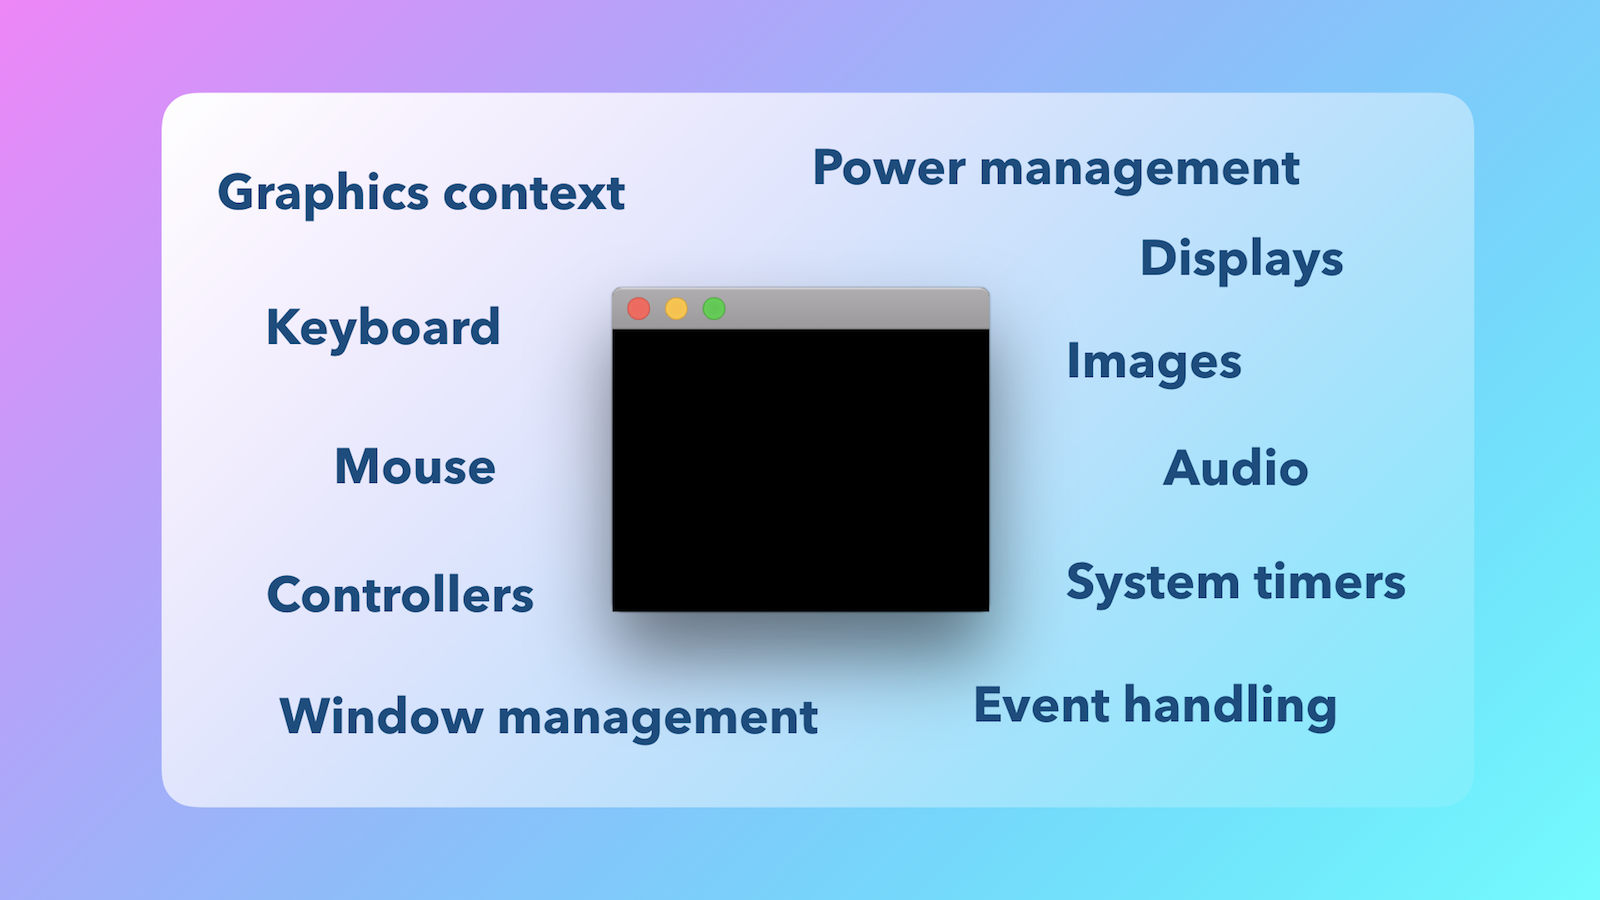 Graphics context
Power management
Displays
Keyboard
Images
Mouse
Audio
Controllers
System timers
Window management
Event handling